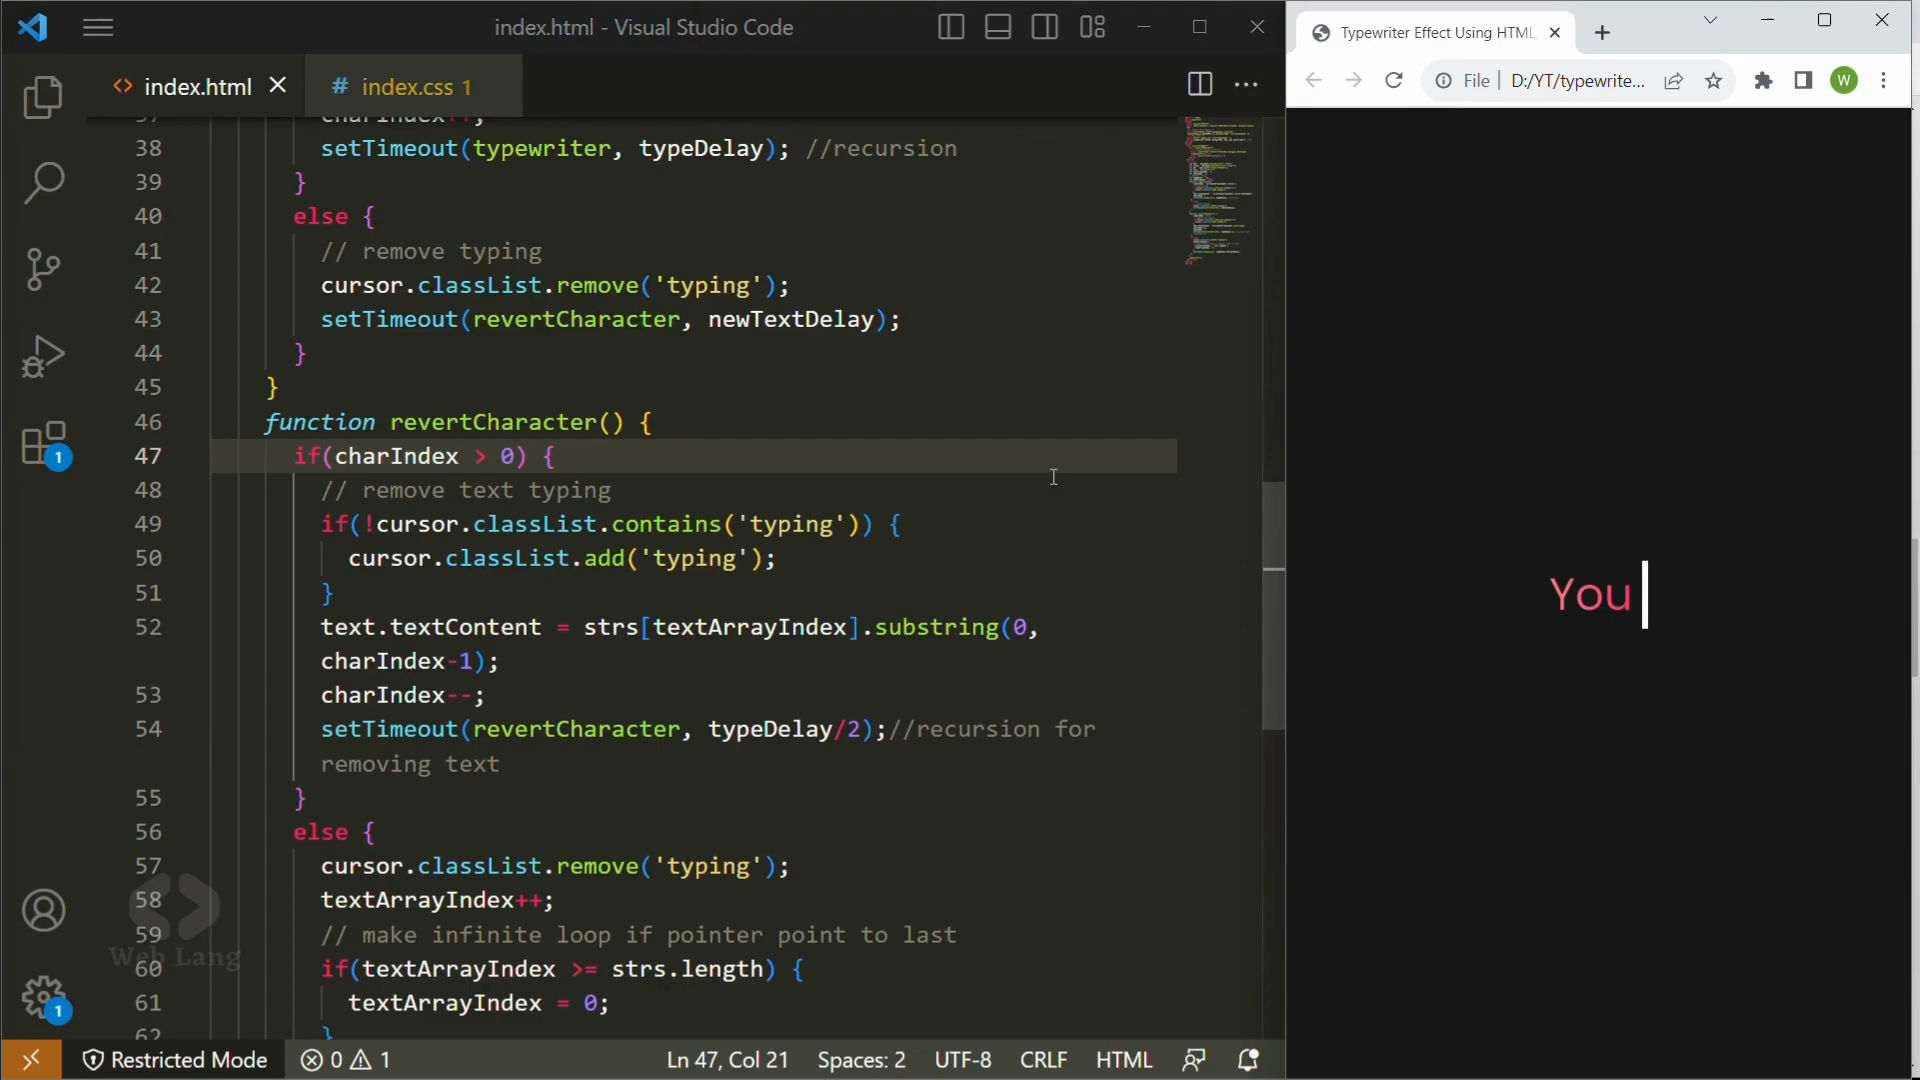 index.html - Visual Studio Code
index.html
# index.css 1
37 charIndex++;
38 setTimeout(typewriter, typeDelay); //recursion
39 }
40 else {
41 // remove typing
42 cursor.classList.remove('typing');
43 setTimeout(revertCharacter, newTextDelay);
44 }
45 }
46 function revertCharacter() {
47 if(charIndex > 0) {
48 // remove text typing
49 if(!cursor.classList.contains('typing')) {
50 cursor.classList.add('typing');
51 }
52 text.textContent = strs[textArrayIndex].substring(0,
charIndex-1);
53 charIndex--;
54 setTimeout(revertCharacter, typeDelay/2);//recursion for
removing text
55 }
56 else {
57 cursor.classList.remove('typing');
58 textArrayIndex++;
59 // make infinite loop if pointer point to last
60 if(textArrayIndex >= strs.length) {
61 textArrayIndex = 0;
62 }
Web Lang
1
1
Restricted Mode
0 1
Ln 47, Col 21
Spaces: 2
UTF-8
CRLF
HTML
Typewriter Effect Using HTML
File | D:/YT/typewrite...
W
You